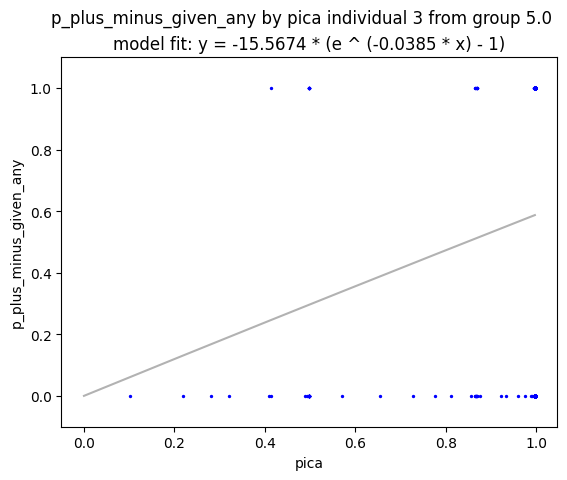 p_plus_minus_given_any by pica individual 3 from group 5.0
model fit: y = -15.5674 * (e ^ (-0.0385 * x) - 1)
1.0
0.8
0.6
0.4
0.2
0.0
p_plus_minus_given_any
0.0 0.2 0.4 0.6 0.8 1.0
pica